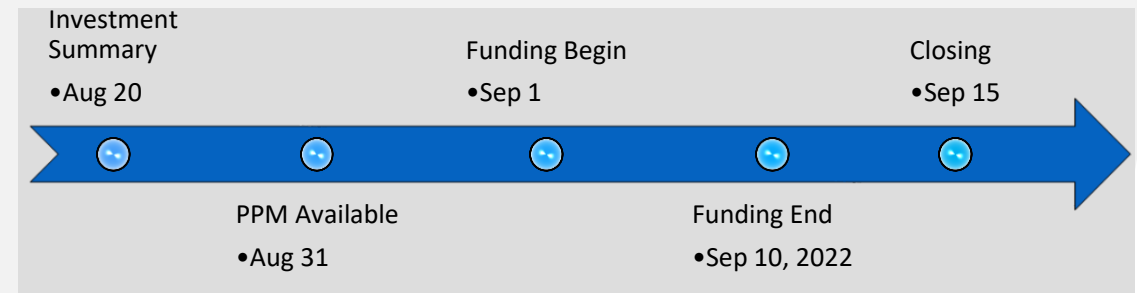 Investment
Summary
•Aug 20
PPM Available
•Aug 31
Funding Begin
•Sep 1
Funding End
•Sep 10, 2022
Closing
•Sep 15